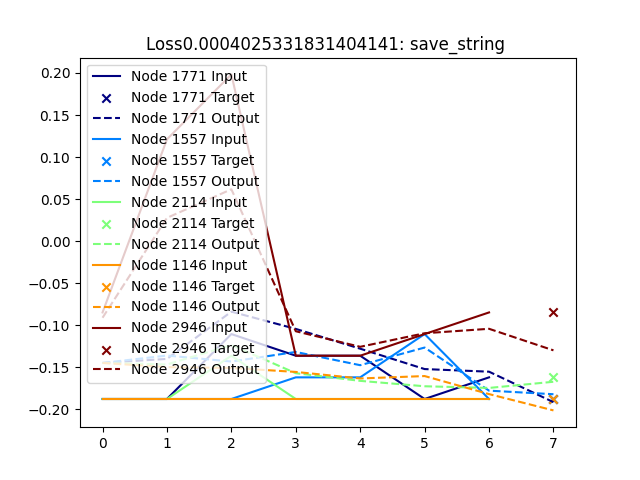 Loss0.0004025331831404141: save_string
0.20
0.15
0.10
0.05
0.00
−0.05
−0.10
−0.15
−0.20
Node 1771 Input
Node 1771 Target
Node 1771 Output
Node 1557 Input
Node 1557 Target
Node 1557 Output
Node 2114 Input
Node 2114 Target
Node 2114 Output
Node 1146 Input
Node 1146 Target
Node 1146 Output
Node 2946 Input
Node 2946 Target
Node 2946 Output
0 1 2 3 4 5 6 7